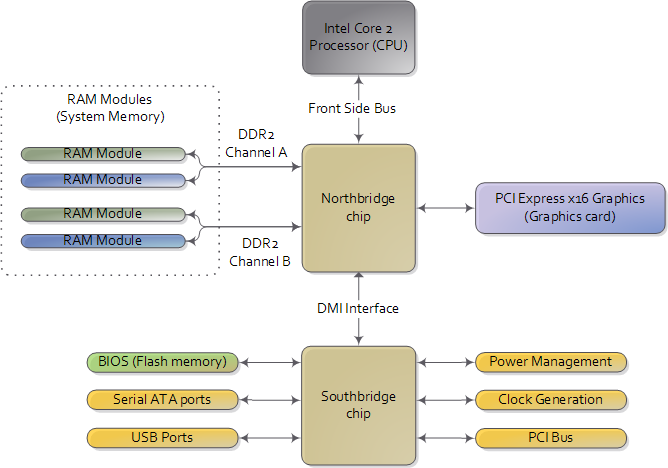 Intel Core 2
Processor (CPU)
Front Side Bus
RAM Modules
(System Memory)
RAM Module
RAM Module
RAM Module
RAM Module
DDR2
Channel A
DDR2
Channel B
Northbridge
chip
PCI Express x16 Graphics
(Graphics card)
DMI Interface
BIOS (Flash memory)
Serial ATA ports
USB Ports
Southbridge
chip
Power Management
Clock Generation
PCI Bus